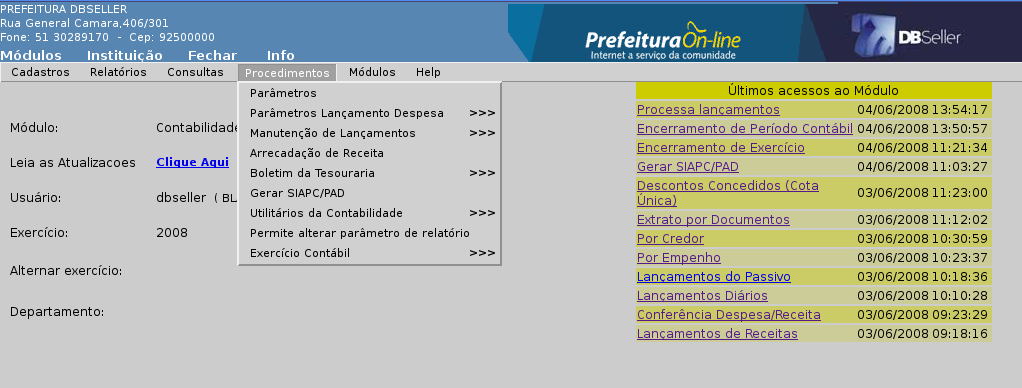 PREFEITURA DBSELLER
Rua General Camara,406/301
Fone: 51 30289170 - Cep: 92500000
Módulos Instituição Fechar Info
PrefeituraOn-line
Internet a serviço da comunidade
DBSeller
Cadastros Relatórios Consultas Procedimentos Módulos Help
Parâmetros
Parâmetros Lançamento Despesa >>>
Manutenção de Lançamentos >>>
Arrecadação de Receita
Boletim da Tesouraria >>>
Gerar SIAPC/PAD
Utilitários da Contabilidade >>>
Permite alterar parâmetro de relatório
Exercício Contábil >>>
Módulo: Contabilidade
Leia as Atualizacoes Clique Aqui
Usuário: dbseller ( BL
Exercício: 2008
Alternar exercício:
Departamento:
Últimos acessos ao Módulo
Processa lançamentos 04/06/2008 13:54:17
Encerramento de Período Contábil 04/06/2008 13:50:57
Encerramento de Exercício 04/06/2008 11:21:34
Gerar SIAPC/PAD 04/06/2008 11:03:27
Descontos Concedidos (Cota
Única) 03/06/2008 11:23:00
Extrato por Documentos 03/06/2008 11:12:02
Por Credor 03/06/2008 10:30:59
Por Empenho 03/06/2008 10:23:37
Lancamentos do Passivo 03/06/2008 10:18:36
Lançamentos Diários 03/06/2008 10:10:28
Conferência Despesa/Receita 03/06/2008 09:23:29
Lançamentos de Receitas 03/06/2008 09:18:16